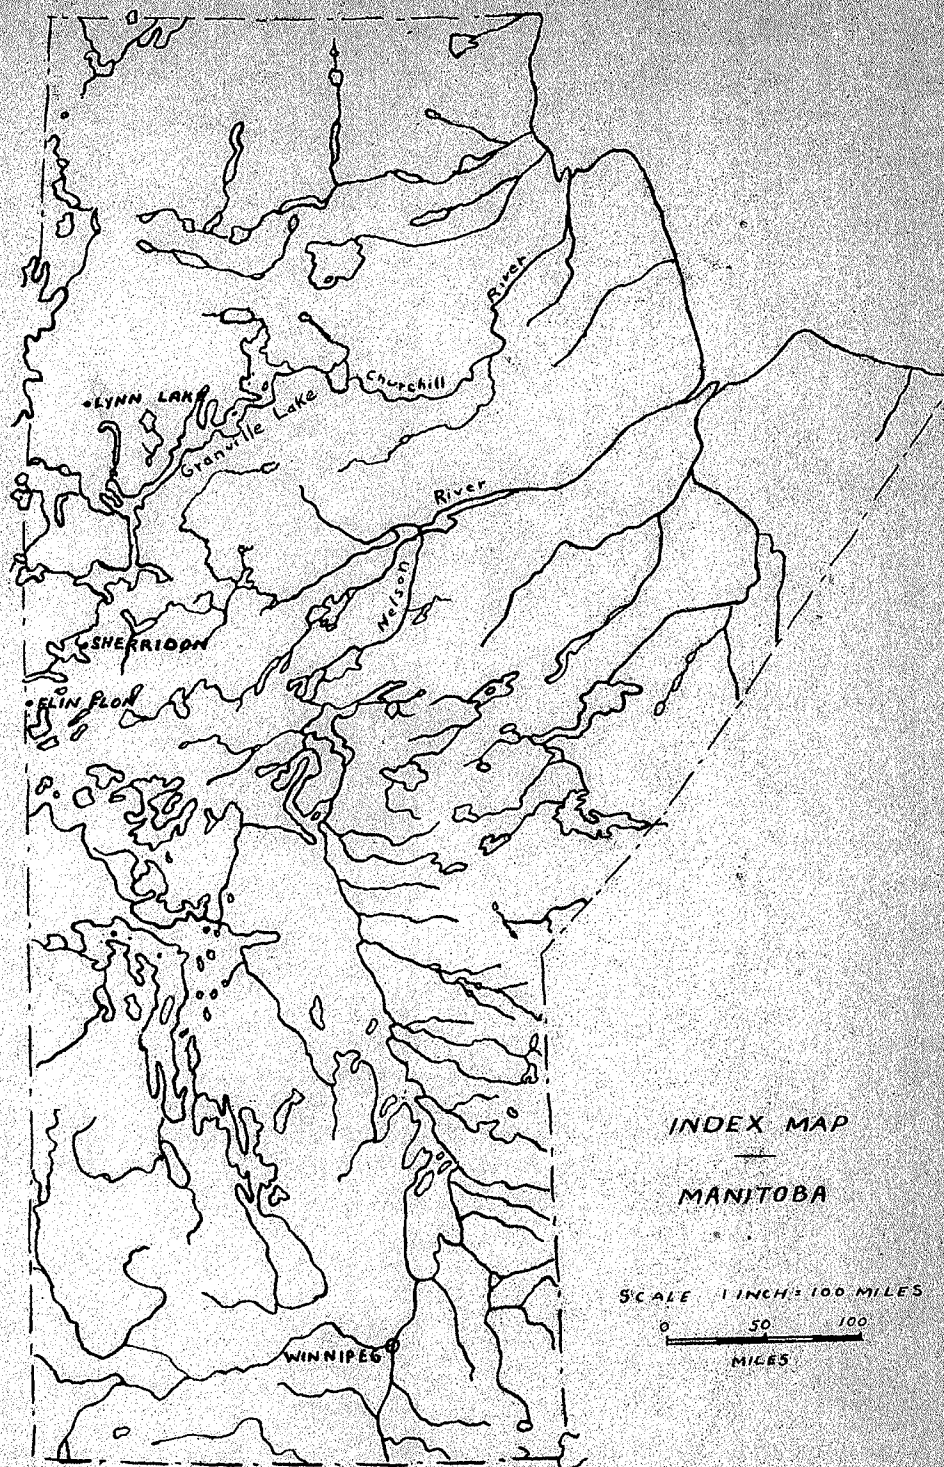 River
Churchill
LYNN LAKE
Granville Lake
River
Nelson
SHERRIDON
FLIN FLON
INDEX MAP
MANITOBA
SCALE 1 INCH = 100 MILES
0 50 100
MILES
WINNIPEG